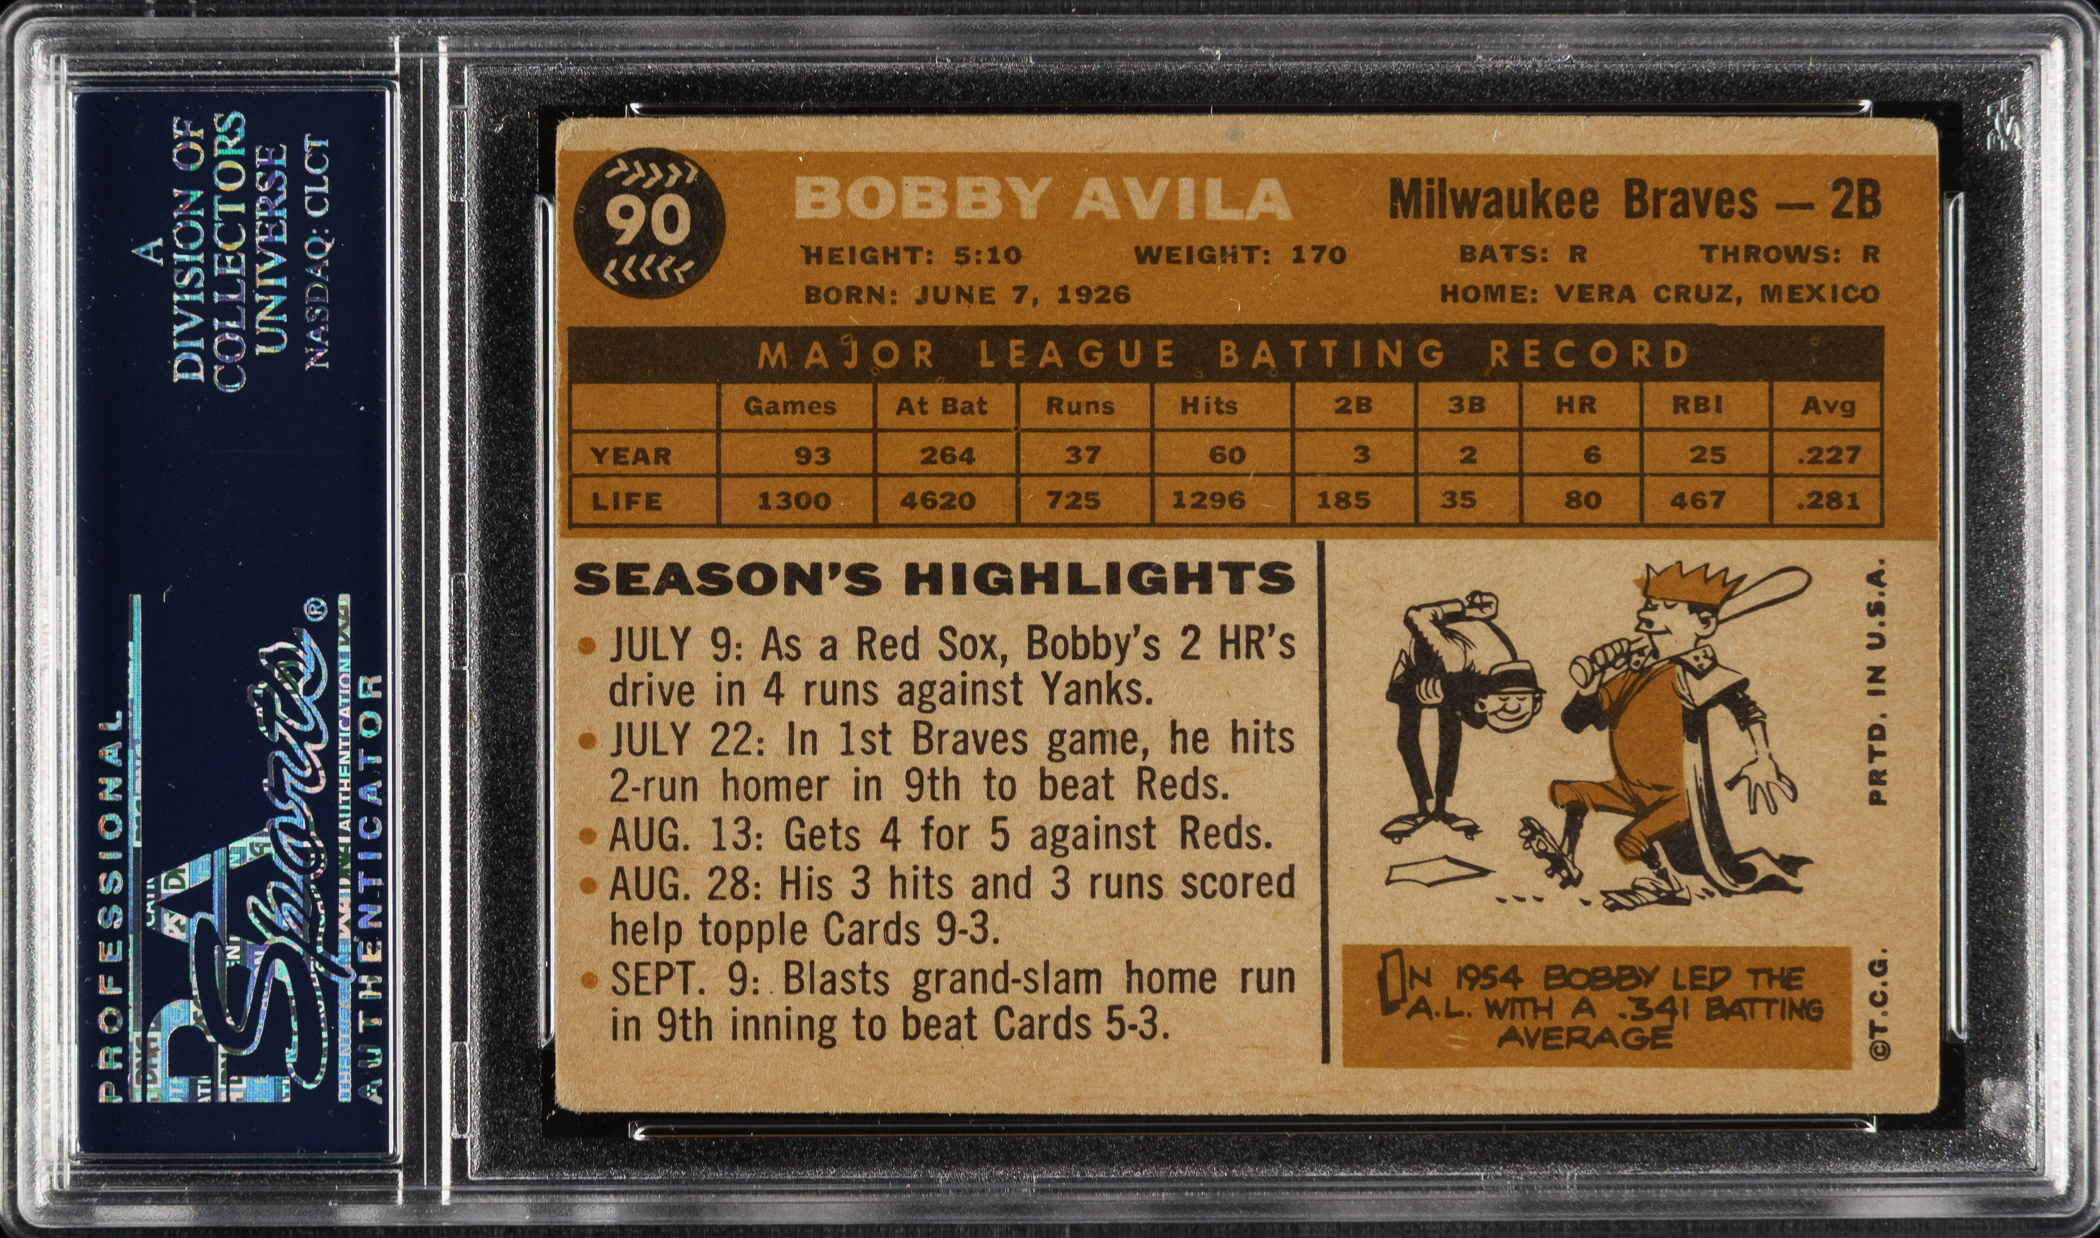 A
DIVISION OF
COLLECTORS
UNIVERSE
NASDAQ: CLCT
PROFESSIONAL
PSA
Sports®
AUTHENTICATOR
90
BOBBY AVILA
Milwaukee Braves — 2B
HEIGHT: 5:10 WEIGHT: 170 BATS: R THROWS: R
BORN: JUNE 7, 1926 HOME: VERA CRUZ, MEXICO
MAJOR LEAGUE BATTING RECORD
Games At Bat Runs Hits 2B 3B HR RBI Avg
YEAR 93 264 37 60 3 2 6 25 .227
LIFE 1300 4620 725 1296 185 35 80 467 .281
SEASON'S HIGHLIGHTS
• JULY 9: As a Red Sox, Bobby's 2 HR's
drive in 4 runs against Yanks.
• JULY 22: In 1st Braves game, he hits
2-run homer in 9th to beat Reds.
• AUG. 13: Gets 4 for 5 against Reds.
• AUG. 28: His 3 hits and 3 runs scored
help topple Cards 9-3.
• SEPT. 9: Blasts grand-slam home run
in 9th inning to beat Cards 5-3.
IN 1954 BOBBY LED THE
A.L. WITH A .341 BATTING
AVERAGE
©T.C.G. PRTD. IN U.S.A.